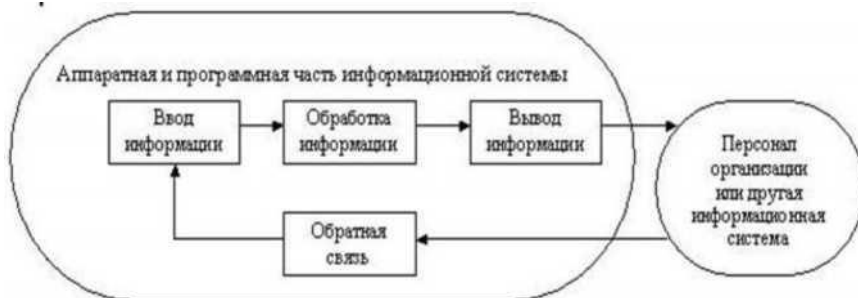 Аппаратная и программная часть информационной системы
Ввод
информации
Обработка
информации
Вывод
информации
Персонал
организации
или другая
информационная
система
Обратная
связь